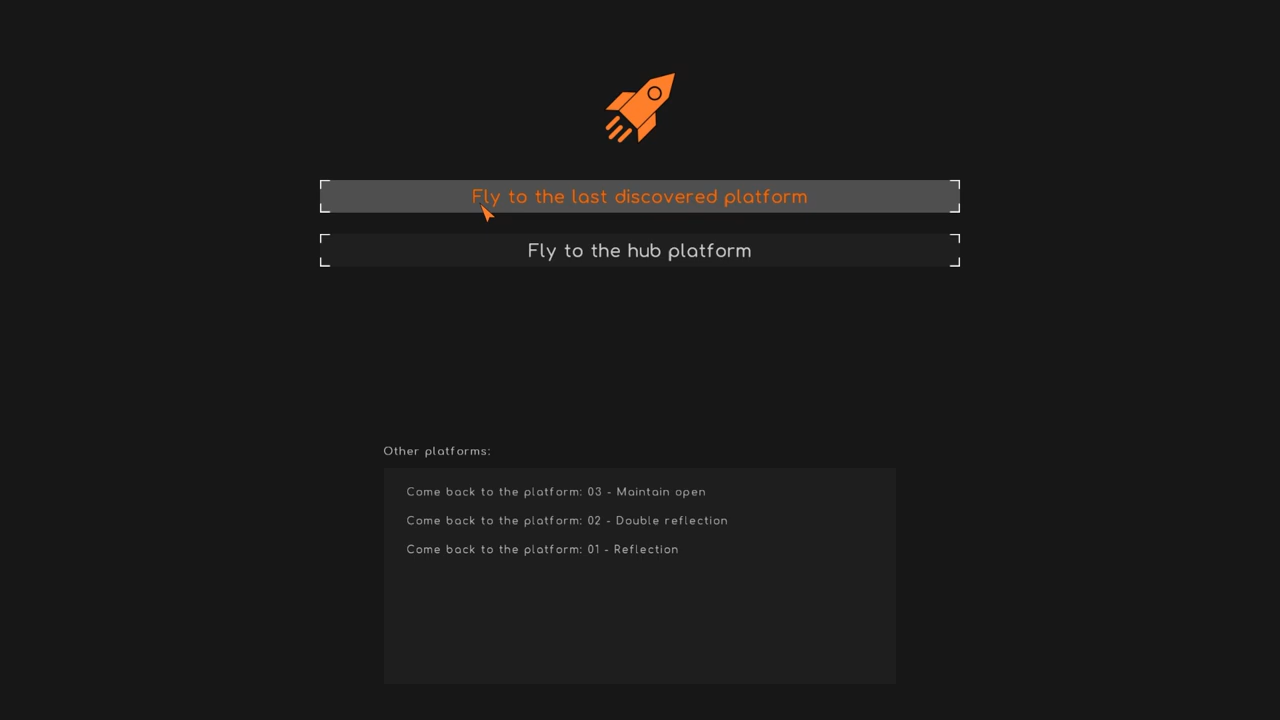 Fly to the last discovered platform
Fly to the hub platform
Other platforms:
Come back to the platform: 03 - Maintain open
Come back to the platform: 02 - Double reflection
Come back to the platform: 01 - Reflection